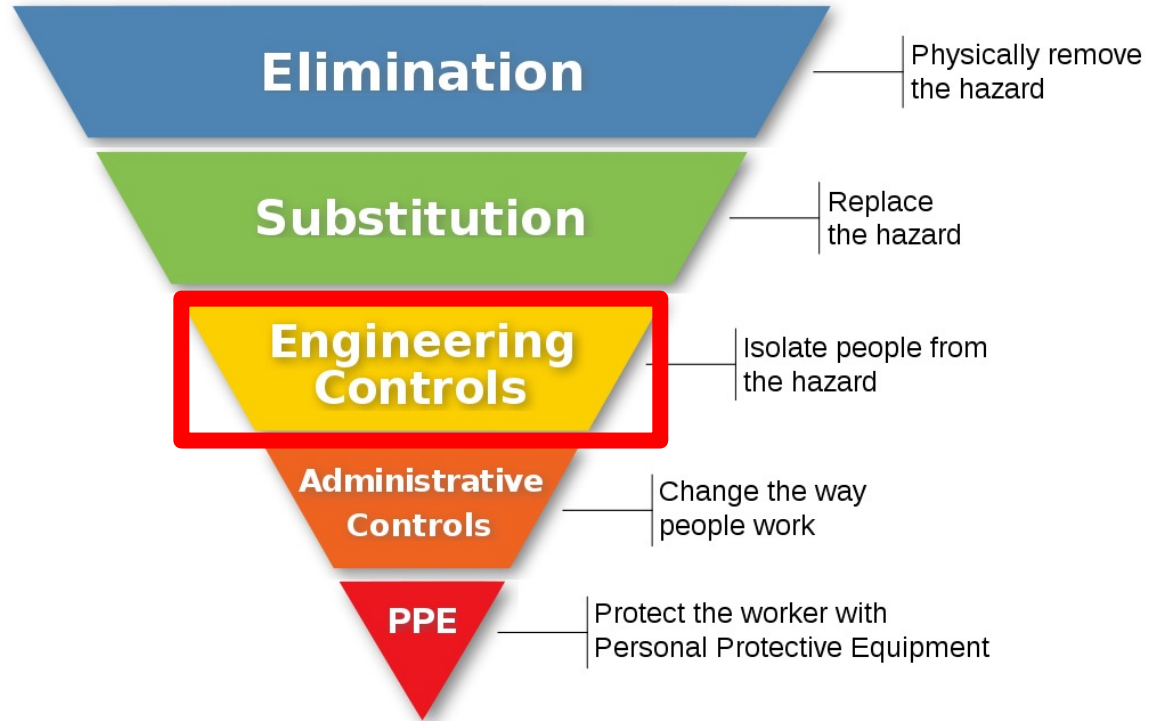 Elimination
Physically remove
the hazard
Substitution
Replace
the hazard
Engineering
Controls
Isolate people from
the hazard
Administrative
Controls
Change the way
people work
PPE
Protect the worker with
Personal Protective Equipment